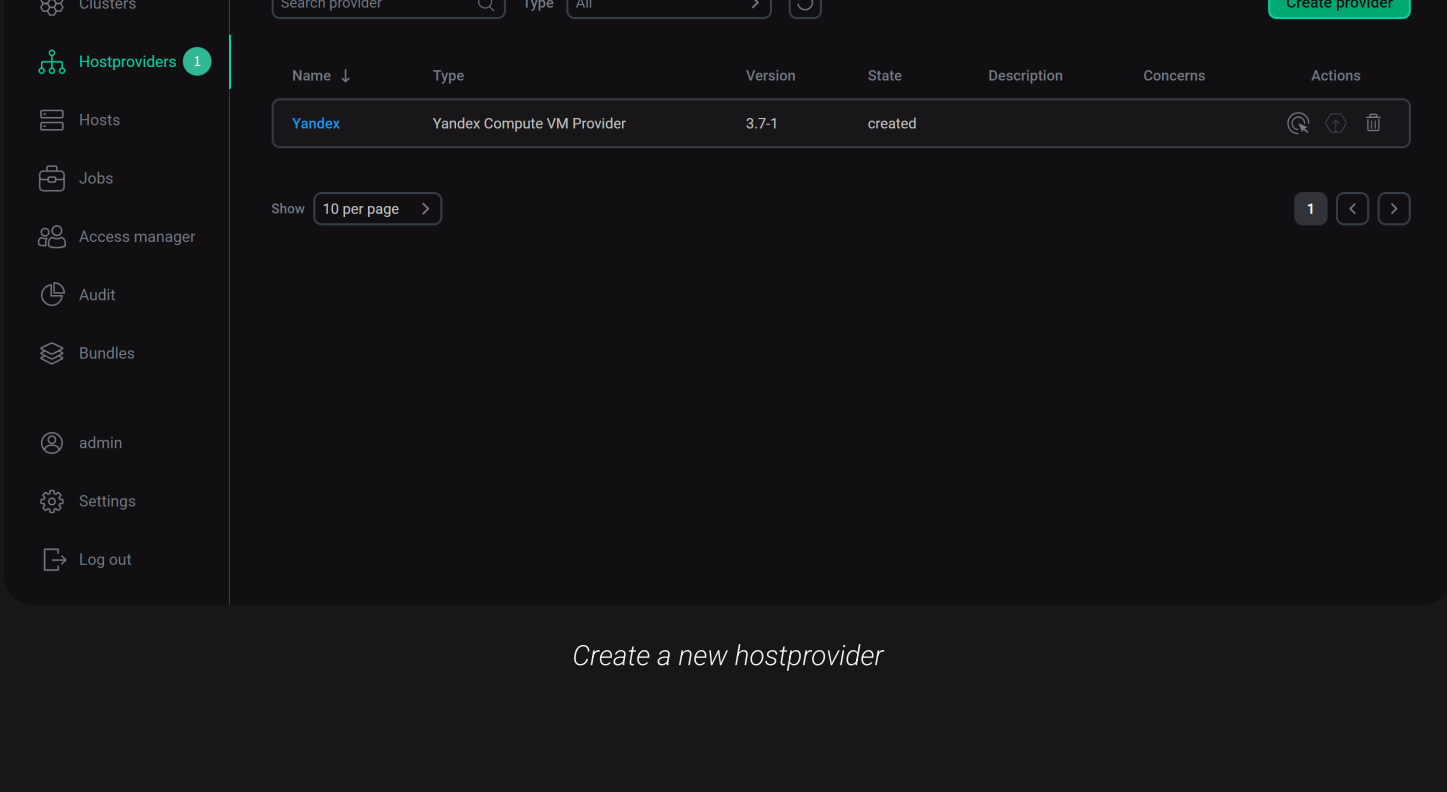 Clusters
Search provider
Type
All
Create provider
Hostproviders 1
Name Type Version State Description Concerns Actions
Hosts
Yandex Yandex Compute VM Provider 3.7-1 created
Jobs
Show 10 per page 1
Access manager
Audit
Bundles
admin
Settings
Log out
Create a new hostprovider